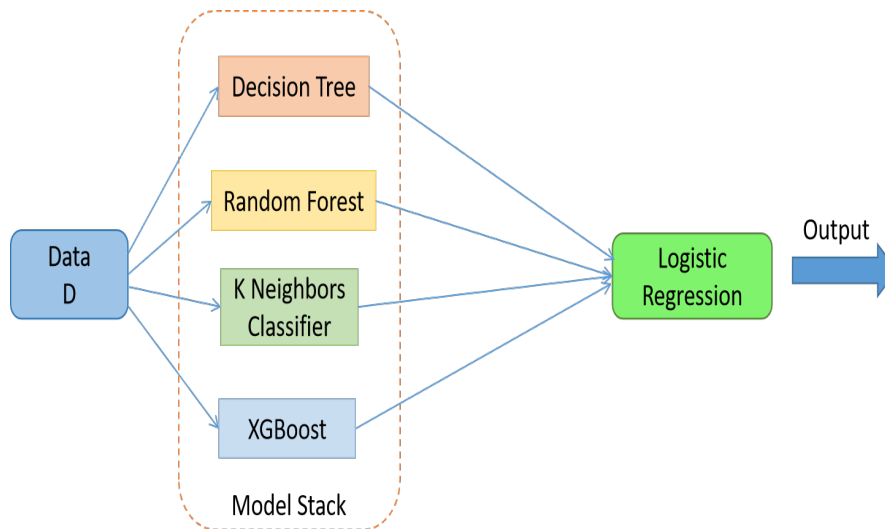 Data
D
Decision Tree
Random Forest
K Neighbors
Classifier
XGBoost
Model Stack
Logistic
Regression
Output